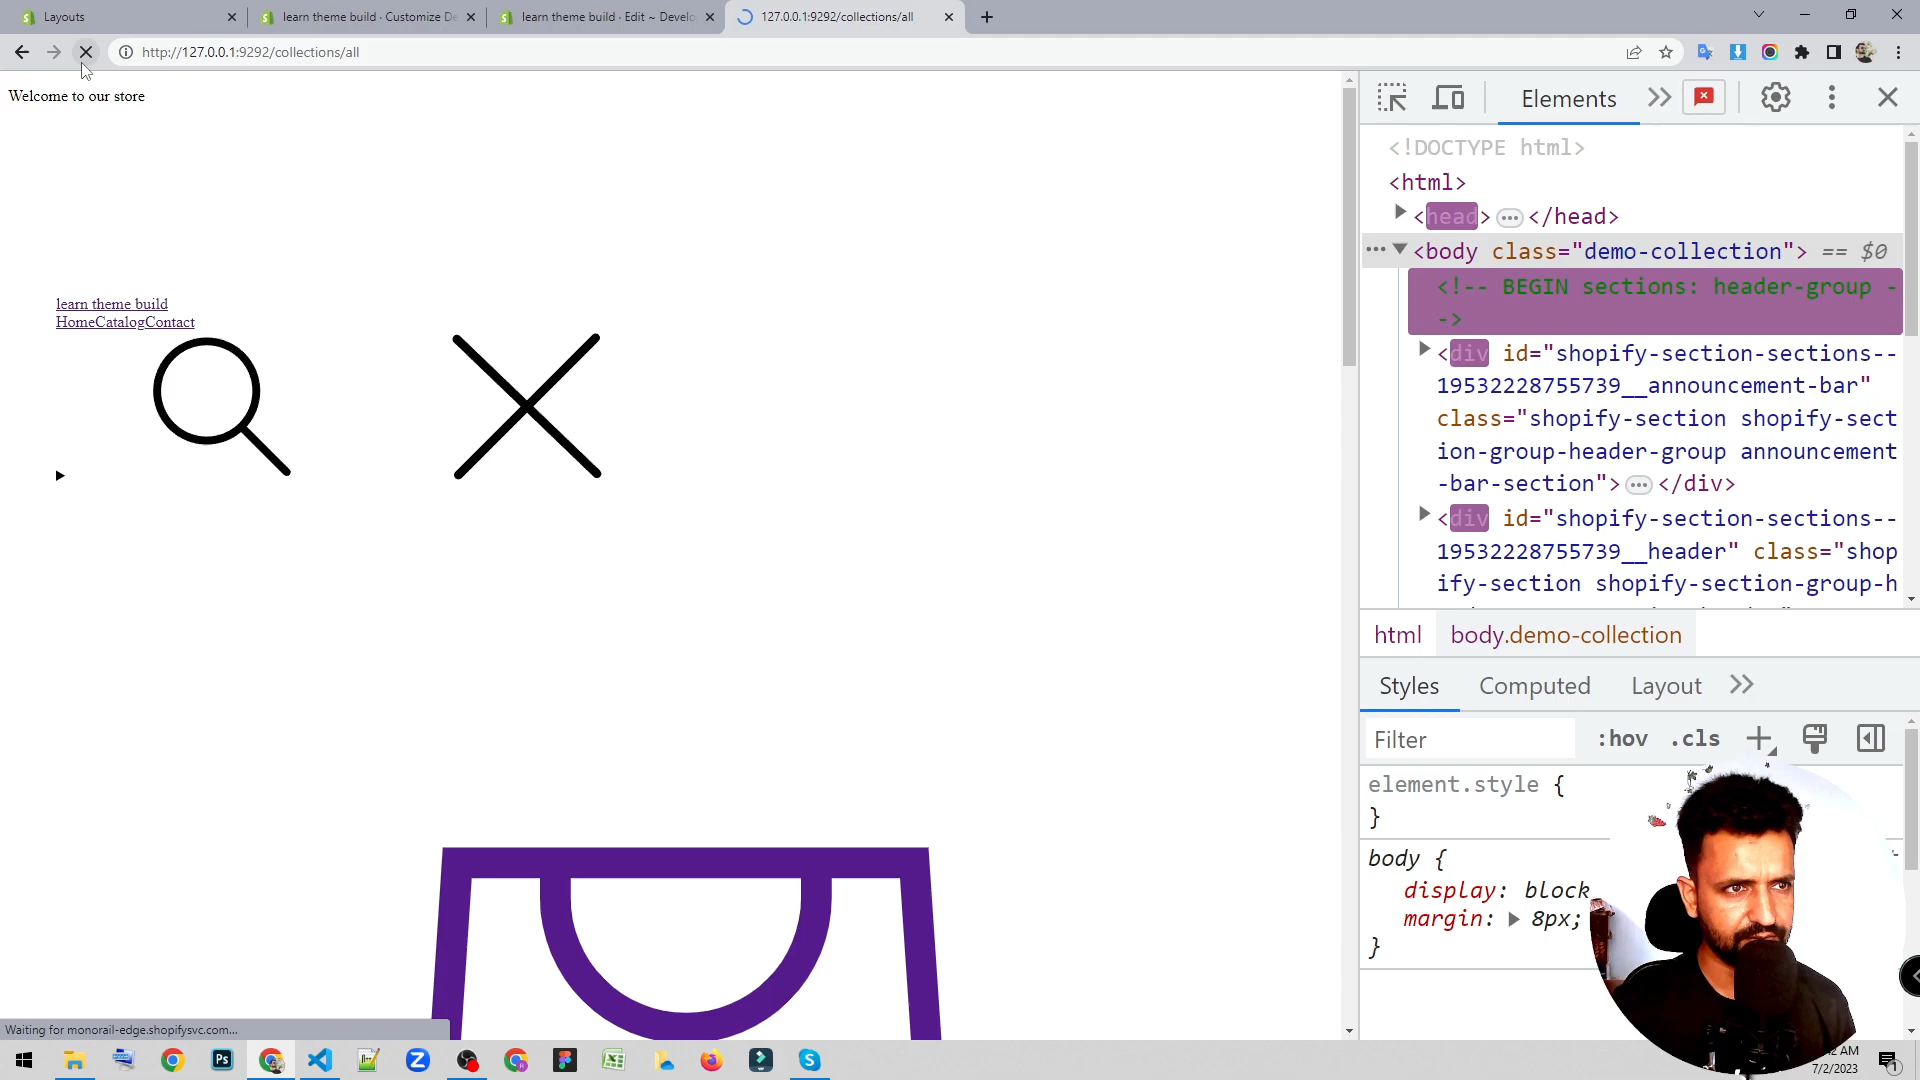 Layouts
learn theme build · Customize De
learn theme build · Edit ~ Develo
127.0.0.1:9292/collections/all
http://127.0.0.1:9292/collections/all
Welcome to our store
learn theme build
HomeCatalogContact
Waiting for monorail-edge.shopifysvc.com...
Elements
<!DOCTYPE html>
<html>
<head> ··· </head>
··· <body class="demo-collection"> == $0
<!-- BEGIN sections: header-group -
->
<div id="shopify-section-sections--
19532228755739__announcement-bar"
class="shopify-section shopify-sect
ion-group-header-group announcement
-bar-section"> ··· </div>
<div id="shopify-section-sections--
19532228755739__header" class="shop
ify-section shopify-section-group-h
html body.demo-collection
Styles Computed Layout
Filter :hov .cls
element.style {
}
body {
display: block
margin: 8px;
}
Ps
7/2/2023